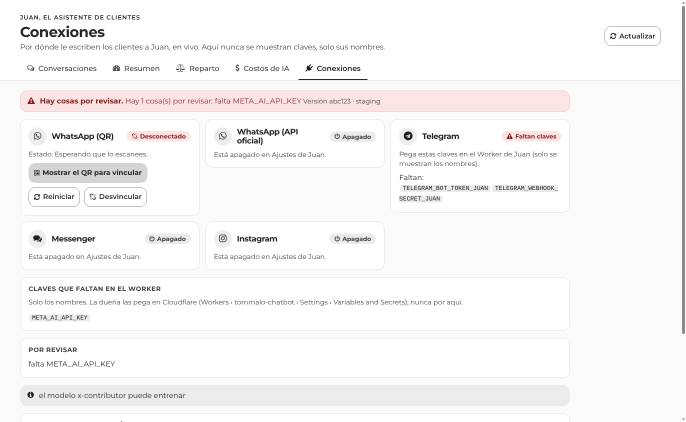 JUAN, EL ASISTENTE DE CLIENTES
Conexiones
Por dónde le escriben los clientes a Juan, en vivo. Aquí nunca se muestran claves, solo sus nombres.
Actualizar
Conversaciones
Resumen
Reparto
Costos de IA
Conexiones
Hay cosas por revisar. Hay 1 cosa(s) por revisar: falta META_AI_API_KEY Versión abc123 · staging
WhatsApp (QR)
Desconectado
Estado: Esperando que lo escanees.
Mostrar el QR para vincular
Reiniciar
Desvincular
WhatsApp (API
oficial)
Apagado
Está apagado en Ajustes de Juan.
Telegram
Faltan claves
Pega estas claves en el Worker de Juan (solo se
muestran los nombres).
Faltan:
TELEGRAM_BOT_TOKEN_JUAN TELEGRAM_WEBHOOK_
SECRET_JUAN
Messenger
Apagado
Está apagado en Ajustes de Juan.
Instagram
Apagado
Está apagado en Ajustes de Juan.
CLAVES QUE FALTAN EN EL WORKER
Solo los nombres. La dueña las pega en Cloudflare (Workers › tommalo-chatbot › Settings › Variables and Secrets); nunca por aquí.
META_AI_API_KEY
POR REVISAR
falta META_AI_API_KEY
el modelo x-contributor puede entrenar